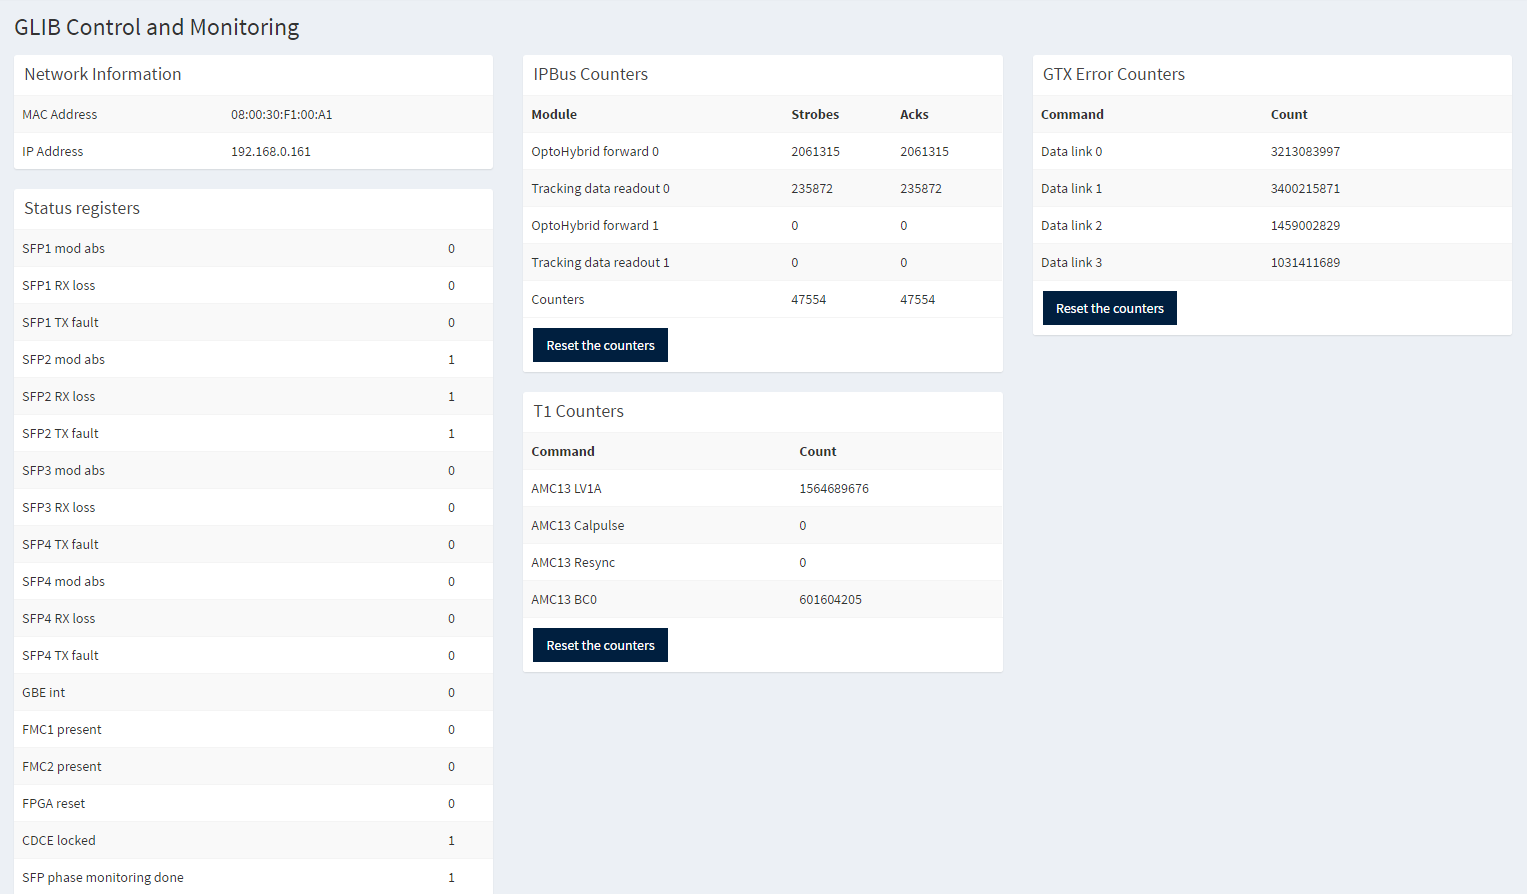 GLIB Control and Monitoring
Network Information
MAC Address 08:00:30:F1:00:A1
IP Address 192.168.0.161
Status registers
SFP1 mod abs 0
SFP1 RX loss 0
SFP1 TX fault 0
SFP2 mod abs 1
SFP2 RX loss 1
SFP2 TX fault 1
SFP3 mod abs 0
SFP3 RX loss 0
SFP4 TX fault 0
SFP4 mod abs 0
SFP4 RX loss 0
SFP4 TX fault 0
GBE int 0
FMC1 present 0
FMC2 present 0
FPGA reset 0
CDCE locked 1
SFP phase monitoring done 1
IPBus Counters
Module Strobes Acks
OptoHybrid forward 0 2061315 2061315
Tracking data readout 0 235872 235872
OptoHybrid forward 1 0 0
Tracking data readout 1 0 0
Counters 47554 47554
Reset the counters
T1 Counters
Command Count
AMC13 LV1A 1564689676
AMC13 Calpulse 0
AMC13 Resync 0
AMC13 BC0 601604205
Reset the counters
GTX Error Counters
Command Count
Data link 0 3213083997
Data link 1 3400215871
Data link 2 1459002829
Data link 3 1031411689
Reset the counters